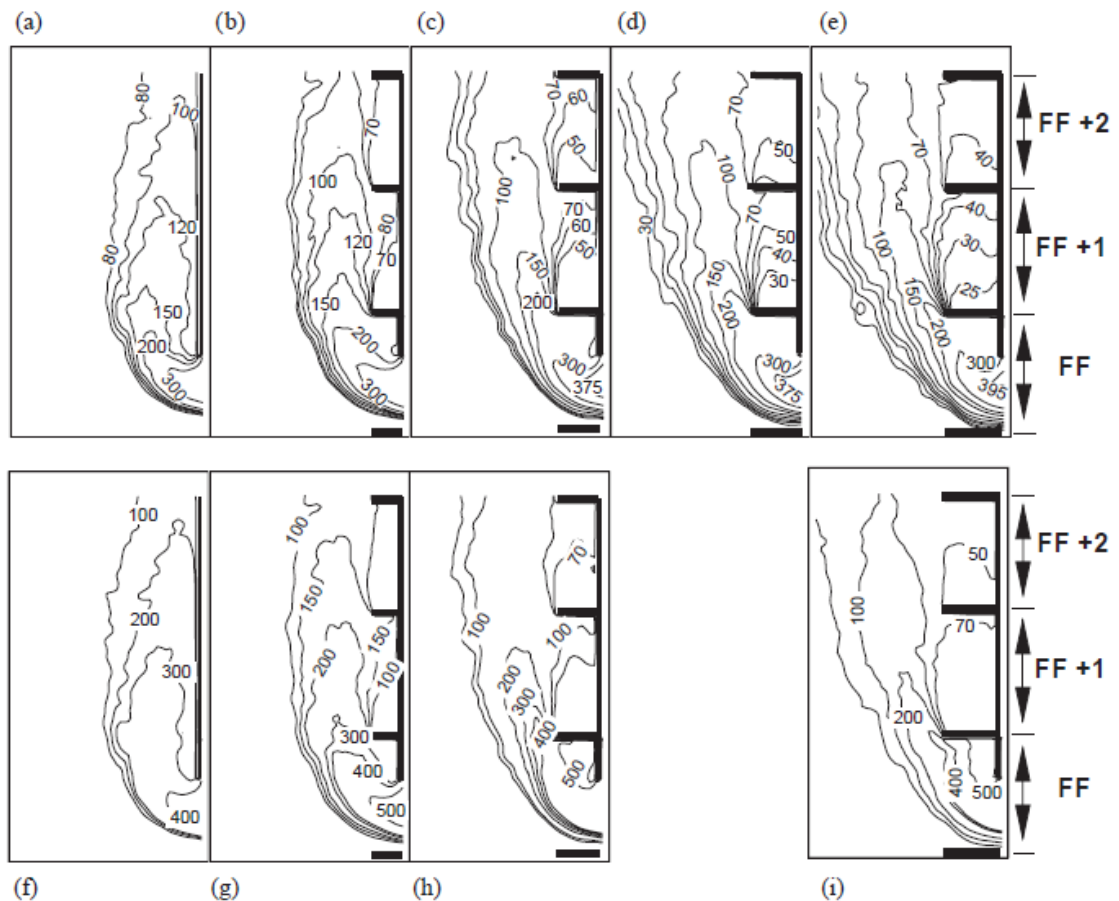 (a) (b) (c) (d) (e)
80 100 80 120 150 200 300
70 100 80 120 70 150 200 300
70 60 50 100 70 60 50 150 200 300 375
70 50 100 30 70 50 40 30 150 200 300 375
70 40 100 40 30 25 150 200 300 395
FF +2
FF +1
FF
100 200 300 400
100 150 150 200 100 300 400 500
70 100 100 200 300 400 500
50 100 70 200 400 500
FF +2
FF +1
FF
(f) (g) (h) (i)